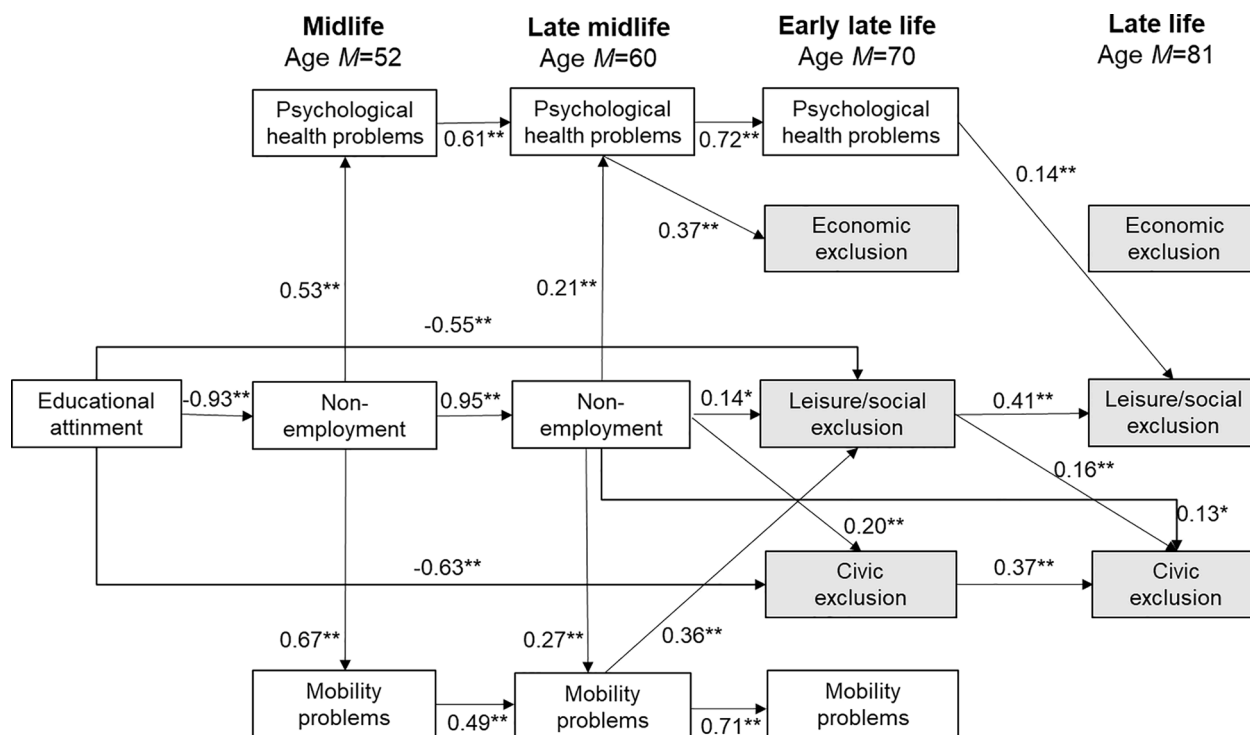 Midlife
Age M=52
Late midlife
Age M=60
Early late life
Age M=70
Late life
Age M=81
Psychological
health problems
0.61**
Psychological
health problems
0.72**
Psychological
health problems
0.14**
0.37**
Economic
exclusion
Economic
exclusion
0.53**
0.21**
-0.55**
Educational
attinment
-0.93**
Non-
employment
0.95**
Non-
employment
0.14*
Leisure/social
exclusion
0.41**
Leisure/social
exclusion
0.16**
0.13*
0.20**
-0.63**
Civic
exclusion
0.37**
Civic
exclusion
0.67**
0.27**
0.36**
Mobility
problems
0.49**
Mobility
problems
0.71**
Mobility
problems